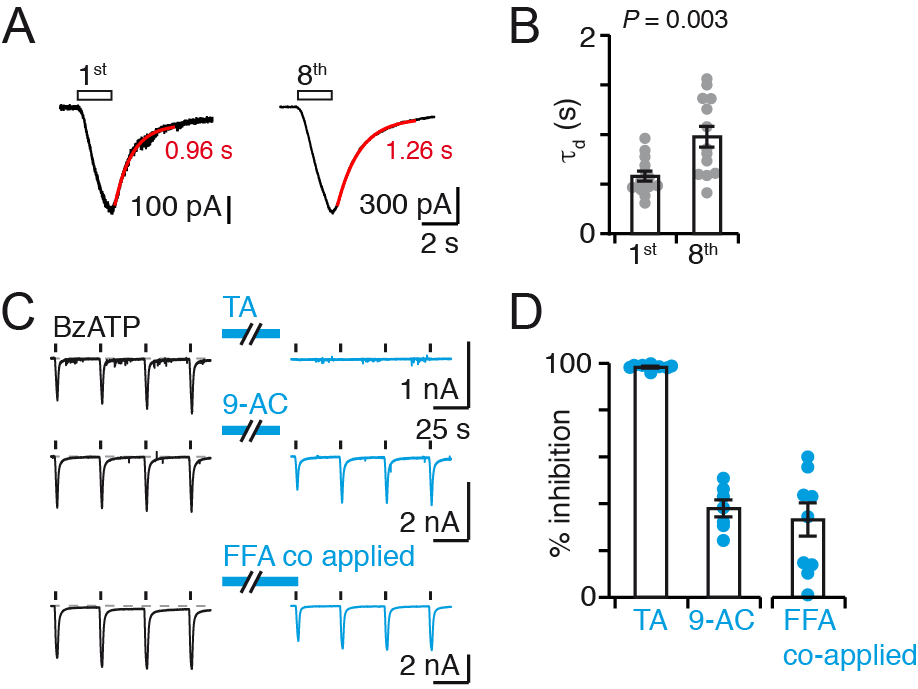 A
1st
8th
0.96 s
1.26 s
100 pA
300 pA
2 s
B
P = 0.003
2
τd (s)
0
1st
8th
C
BzATP
TA
1 nA
9-AC
25 s
2 nA
FFA co applied
2 nA
D
100
% inhibition
0
TA
9-AC
FFA
co-applied